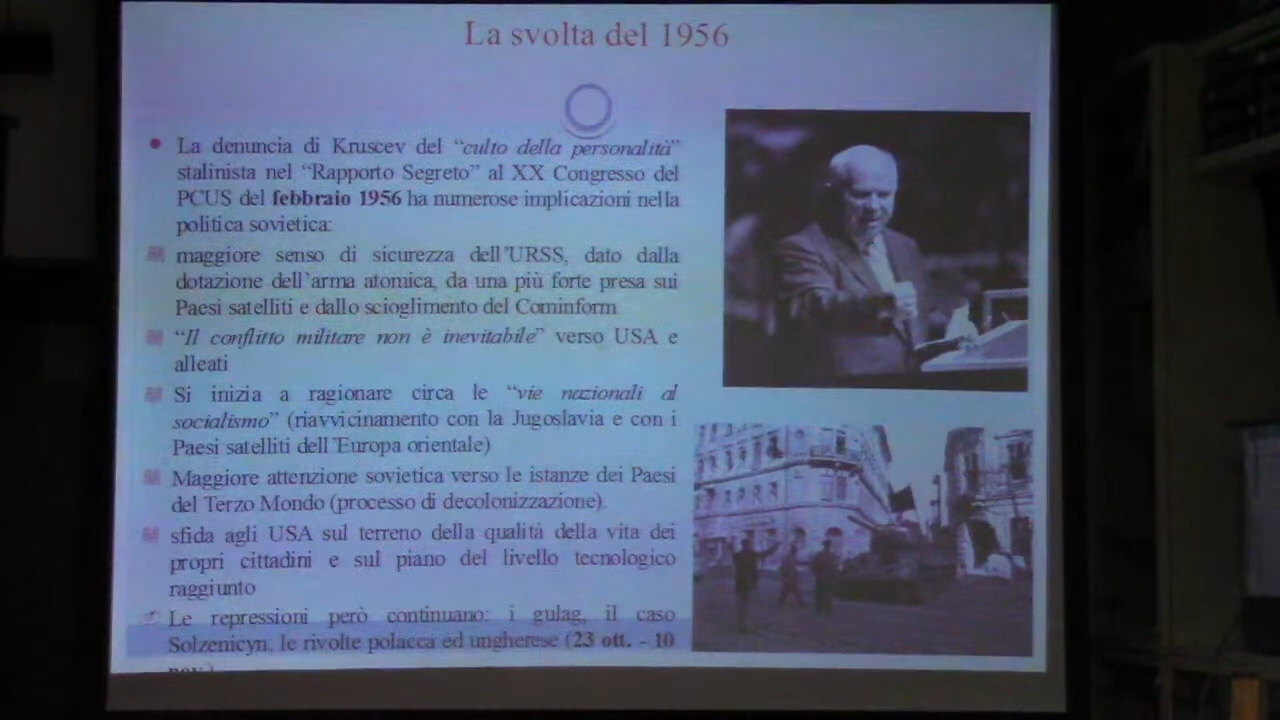 La svolta del 1956
La denuncia di Kruscev del "culto della personalità"
stalinista nel "Rapporto Segreto" al XX Congresso del
PCUS del febbraio 1956 ha numerose implicazioni nella
politica sovietica:
maggiore senso di sicurezza dell'URSS, dato dalla
dotazione dell'arma atomica, da una più forte presa sui
Paesi satelliti e dallo scioglimento del Cominform
"Il conflitto militare non è inevitabile" verso USA e
alleati
Si inizia a ragionare circa le "vie nazionali al
socialismo" (riavvicinamento con la Jugoslavia e con i
Paesi satelliti dell'Europa orientale)
Maggiore attenzione sovietica verso le istanze dei Paesi
del Terzo Mondo (processo di decolonizzazione).
sfida agli USA sul terreno della qualità della vita dei
propri cittadini e sul piano del livello tecnologico
raggiunto
Le repressioni però continuano: i gulag, il caso
Solzenicyn, le rivolte polacca ed ungherese (23 ott. - 10
nov.)